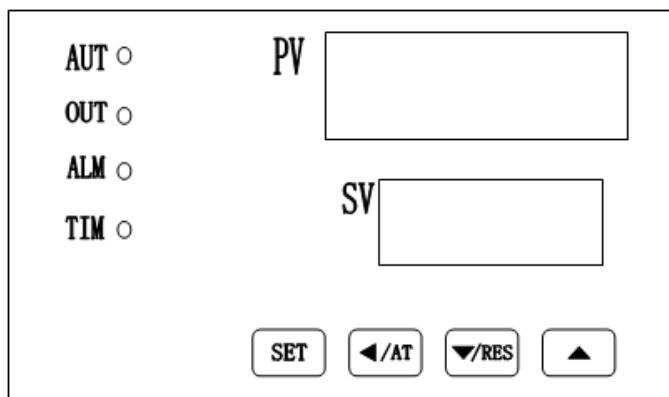 AUT
PV
OUT
ALM
SV
TIM
SET ◀/AT ▼/RES ▲